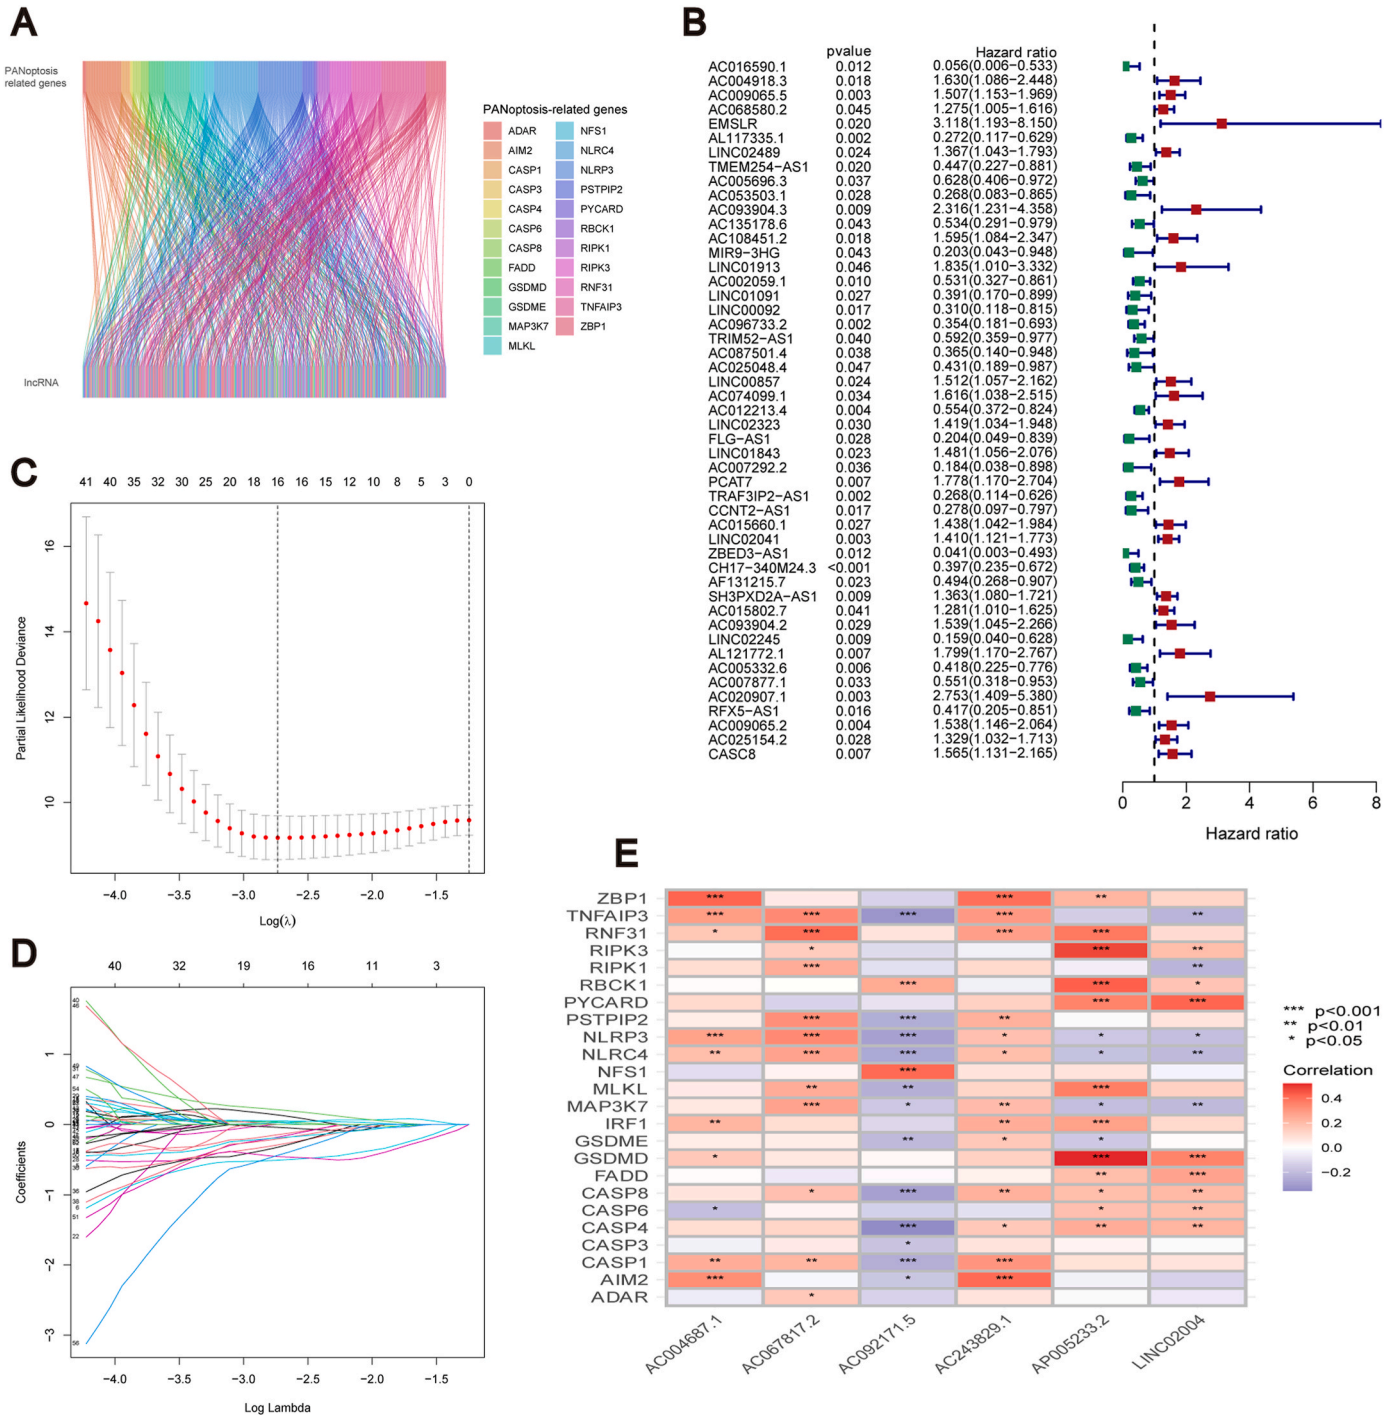 A
PANoptosis
related genes
lncRNA
PANoptosis-related genes
ADAR NFS1
AIM2 NLRC4
CASP1 NLRP3
CASP3 PSTPIP2
CASP4 PYCARD
CASP6 RBCK1
CASP8 RIPK1
FADD RIPK3
GSDMD RNF31
GSDME TNFAIP3
MAP3K7 ZBP1
MLKL
B
pvalue Hazard ratio
AC016590.1 0.012 0.056(0.006−0.533)
AC004918.3 0.018 1.630(1.086−2.448)
AC009065.5 0.003 1.507(1.153−1.969)
AC068580.2 0.045 1.275(1.005−1.616)
EMSLR 0.020 3.118(1.193−8.150)
AL117335.1 0.002 0.272(0.117−0.629)
LINC02489 0.024 1.367(1.043−1.793)
TMEM254−AS1 0.020 0.447(0.227−0.881)
AC005696.3 0.037 0.628(0.406−0.972)
AC053503.1 0.028 0.268(0.083−0.865)
AC093904.3 0.009 2.316(1.231−4.358)
AC135178.6 0.043 0.534(0.291−0.979)
AC108451.2 0.018 1.595(1.084−2.347)
MIR9−3HG 0.043 0.203(0.043−0.948)
LINC01913 0.046 1.835(1.010−3.332)
AC002059.1 0.010 0.531(0.327−0.861)
LINC01091 0.027 0.391(0.170−0.899)
LINC00092 0.017 0.310(0.118−0.815)
AC096733.2 0.002 0.354(0.181−0.693)
TRIM52−AS1 0.040 0.592(0.359−0.977)
AC087501.4 0.038 0.365(0.140−0.948)
AC025048.4 0.047 0.431(0.189−0.987)
LINC00857 0.024 1.512(1.057−2.162)
AC074099.1 0.034 1.616(1.038−2.515)
AC012213.4 0.004 0.554(0.372−0.824)
LINC02323 0.030 1.419(1.034−1.948)
FLG−AS1 0.028 0.204(0.049−0.839)
LINC01843 0.023 1.481(1.056−2.076)
AC007292.2 0.036 0.184(0.038−0.898)
PCAT7 0.007 1.778(1.170−2.704)
TRAF3IP2−AS1 0.002 0.268(0.114−0.626)
CCNT2−AS1 0.017 0.278(0.097−0.797)
AC015660.1 0.027 1.438(1.042−1.984)
LINC02041 0.003 1.410(1.121−1.773)
ZBED3−AS1 0.012 0.041(0.003−0.493)
CH17−340M24.3 <0.001 0.397(0.235−0.672)
AF131215.7 0.023 0.494(0.268−0.907)
SH3PXD2A−AS1 0.009 1.363(1.080−1.721)
AC015802.7 0.041 1.281(1.010−1.625)
AC093904.2 0.029 1.539(1.045−2.266)
LINC02245 0.009 0.159(0.040−0.628)
AL121772.1 0.007 1.799(1.170−2.767)
AC005332.6 0.006 0.418(0.225−0.776)
AC007877.1 0.033 0.551(0.318−0.953)
AC020907.1 0.003 2.753(1.409−5.380)
RFX5−AS1 0.016 0.417(0.205−0.851)
AC009065.2 0.004 1.538(1.146−2.064)
AC025154.2 0.028 1.329(1.032−1.713)
CASC8 0.007 1.565(1.131−2.165)
0 2 4 6 8
Hazard ratio
C
41 40 35 32 30 25 20 18 16 16 15 14 12 10 8 5 3 0
16
14
12
10
Partial Likelihood Deviance
−4.0 −3.5 −3.0 −2.5 −2.0 −1.5
Log(λ)
D
40 32 19 16 11 3
1
0
−1
−2
−3
Coefficients
40
46
47
54
36
38
6
51
22
56
−4.0 −3.5 −3.0 −2.5 −2.0 −1.5
Log Lambda
E
ZBP1 *** *** **
TNFAIP3 *** *** *** *** **
RNF31 * *** *** ***
RIPK3 * *** **
RIPK1 *** **
RBCK1 *** *** *
PYCARD *** ***
PSTPIP2 *** *** **
NLRP3 *** *** *** * * *
NLRC4 ** *** *** * * **
NFS1 ***
MLKL ** ** ***
MAP3K7 *** * ** * **
IRF1 ** ** ***
GSDME ** * *
GSDMD * *** ***
FADD ** ***
CASP8 * *** ** * **
CASP6 * * **
CASP4 *** * ** **
CASP3 *
CASP1 ** ** *** ***
AIM2 *** * ***
ADAR *
AC004687.1 AC067817.2 AC092171.5 AC243829.1 AP005233.2 LINC02004
*** p<0.001
** p<0.01
* p<0.05
Correlation
0.4
0.2
0.0
−0.2